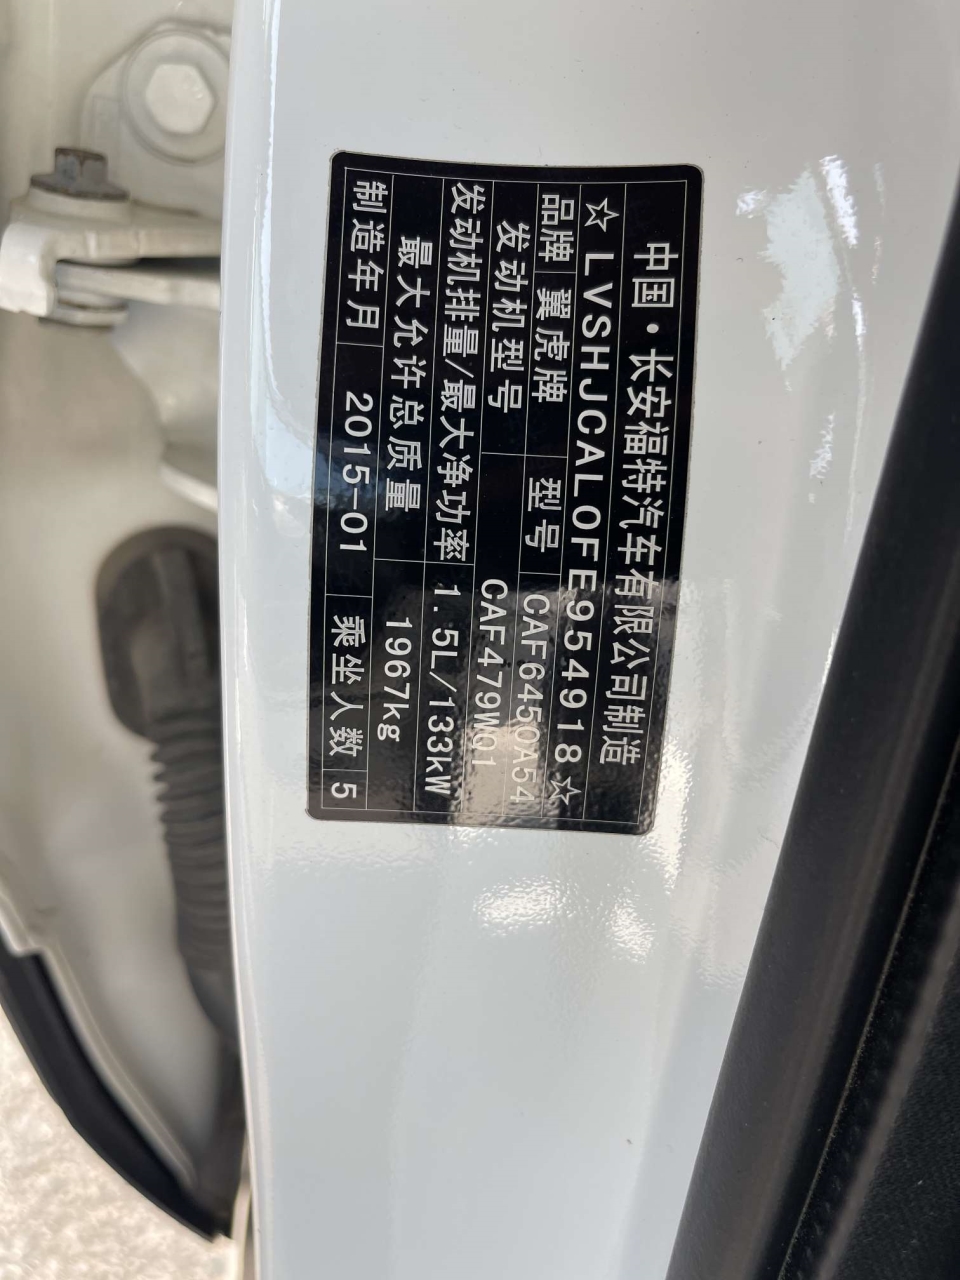 中国·长安福特汽车有限公司制造
☆LVSHJCAL0FE954918☆
品牌 翼虎牌 型号 CAF6450A54
发动机型号 CAF479WQ1
发动机排量/最大净功率 1.5L/133kW
最大允许总质量 1967kg
制造年月 2015-01 乘坐人数 5